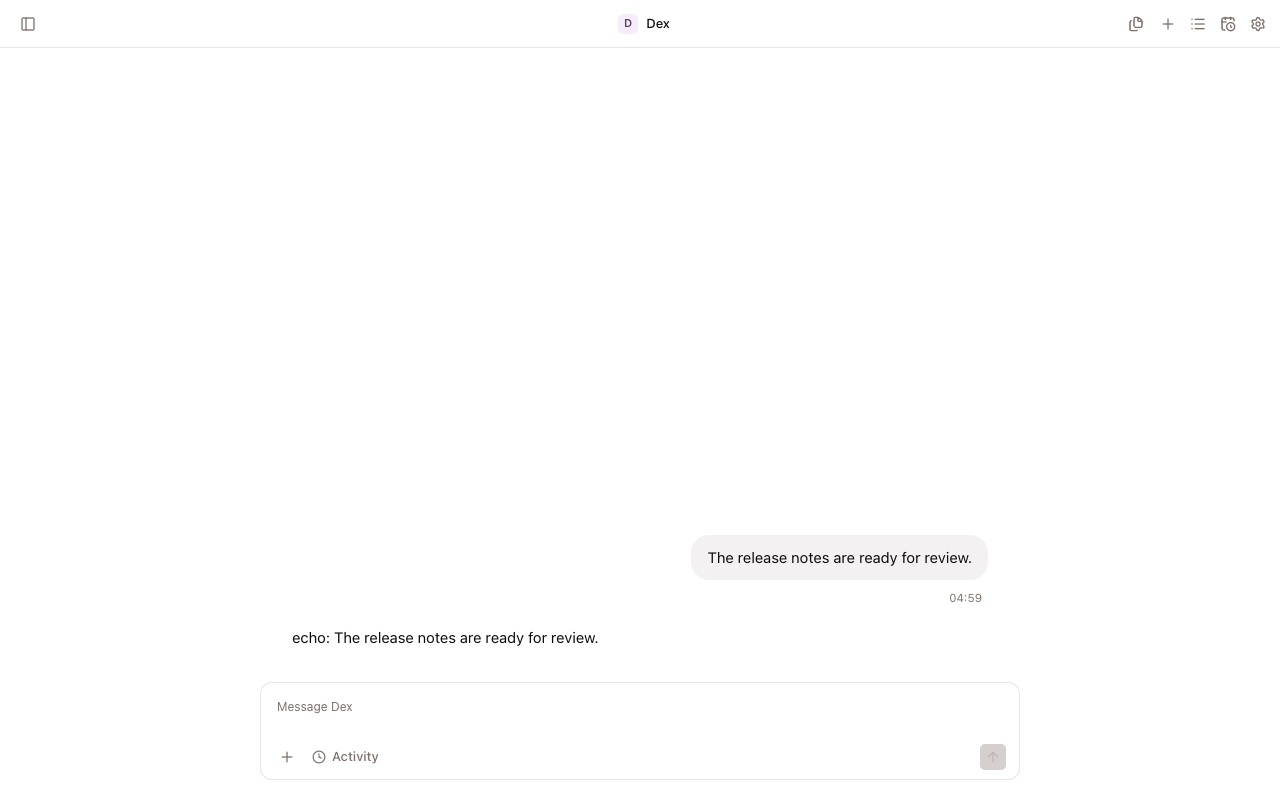 D Dex
The release notes are ready for review.
04:59
echo: The release notes are ready for review.
Message Dex
Activity